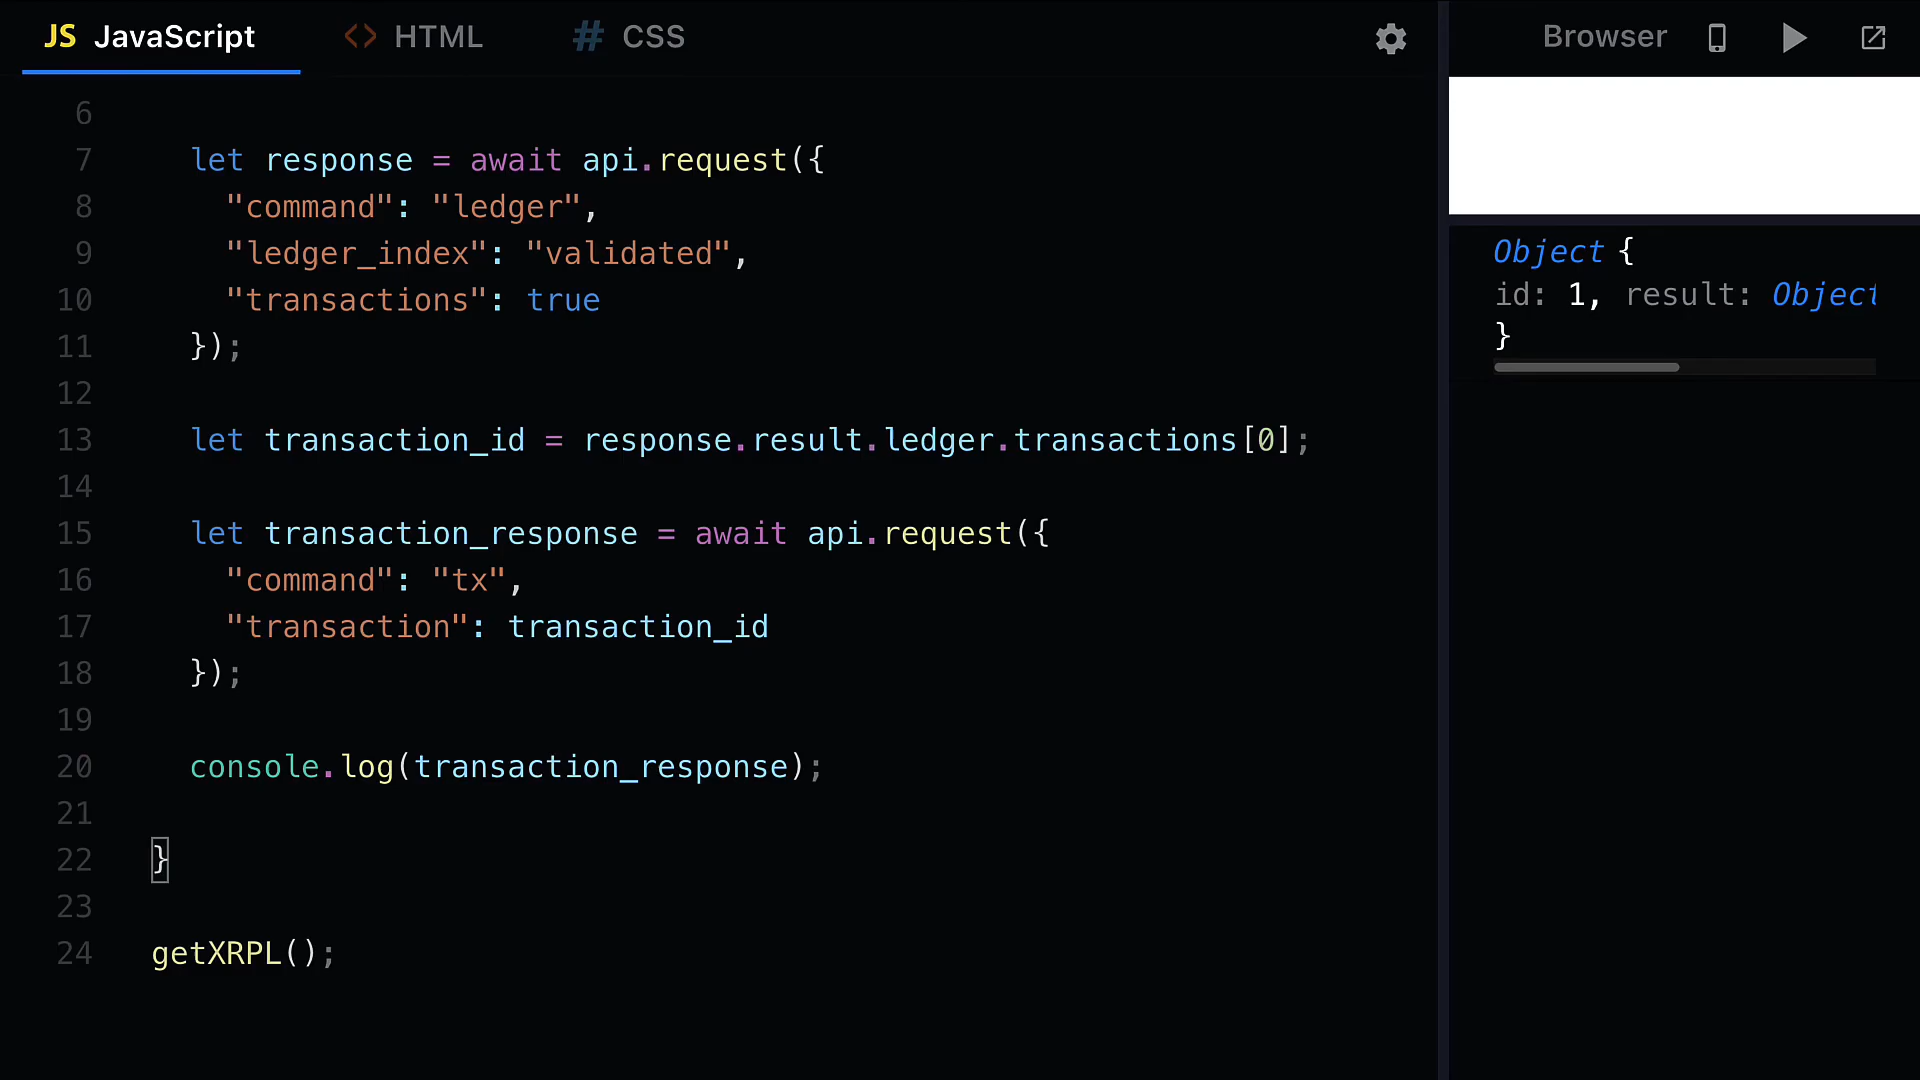 JS JavaScript <> HTML # CSS
6
7 let response = await api.request({
8 "command": "ledger",
9 "ledger_index": "validated",
10 "transactions": true
11 });
12
13 let transaction_id = response.result.ledger.transactions[0];
14
15 let transaction_response = await api.request({
16 "command": "tx",
17 "transaction": transaction_id
18 });
19
20 console.log(transaction_response);
21
22 }
23
24 getXRPL();
Browser
Object {
id: 1, result: Object
}